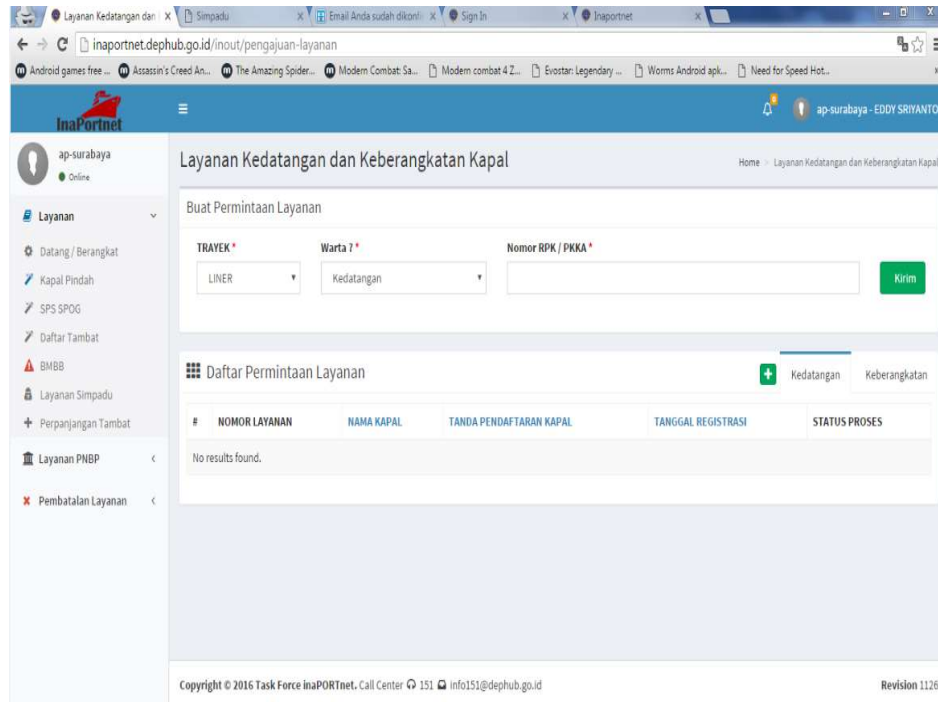 Layanan Kedatangan dan
Simpadu
Email Anda sudah dikonfi
Sign In
Inaportnet
inaportnet.dephub.go.id/inout/pengajuan-layanan
Android games free ...
Assassin's Creed An...
The Amazing Spider...
Modern Combat: Sa...
Modern combat 4 Z...
Evostar: Legendary ...
Worms Android apk...
Need for Speed Hot...
InaPortnet
ap-surabaya - EDDY SRIYANTO
ap-surabaya
Online
Layanan
Datang / Berangkat
Kapal Pindah
SPS SPOG
Daftar Tambat
BMBB
Layanan Simpadu
Perpanjangan Tambat
Layanan PNBP
Pembatalan Layanan
Layanan Kedatangan dan Keberangkatan Kapal
Home > Layanan Kedatangan dan Keberangkatan Kapal
Buat Permintaan Layanan
TRAYEK * Warta ? * Nomor RPK / PKKA *
LINER Kedatangan Kirim
Daftar Permintaan Layanan
+ Kedatangan Keberangkatan
# NOMOR LAYANAN NAMA KAPAL TANDA PENDAFTARAN KAPAL TANGGAL REGISTRASI STATUS PROSES
No results found.
Copyright © 2016 Task Force inaPORTnet. Call Center 151 info151@dephub.go.id
Revision 1126